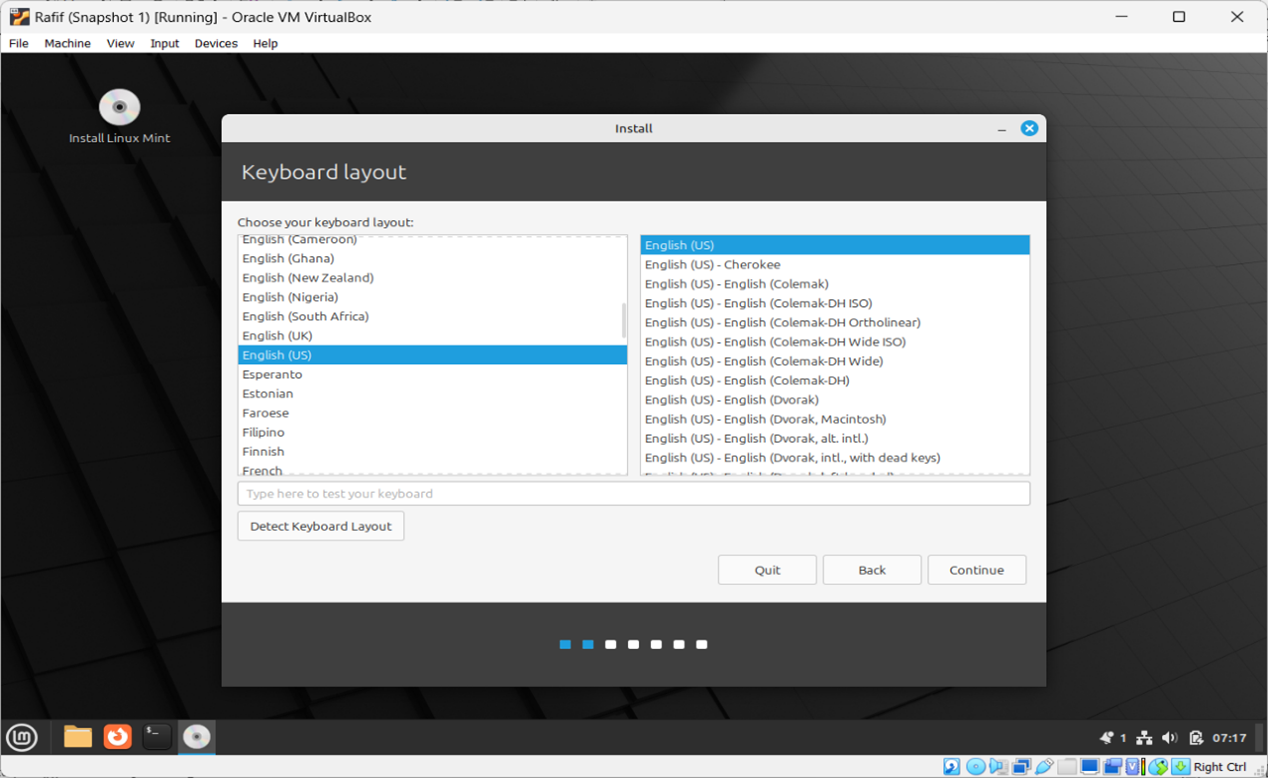 Rafif (Snapshot 1) [Running] - Oracle VM VirtualBox
File Machine View Input Devices Help
Install Linux Mint
Install
Keyboard layout
Choose your keyboard layout:
English (Cameroon)
English (Ghana)
English (New Zealand)
English (Nigeria)
English (South Africa)
English (UK)
English (US)
Esperanto
Estonian
Faroese
Filipino
Finnish
French
English (US)
English (US) - Cherokee
English (US) - English (Colemak)
English (US) - English (Colemak-DH ISO)
English (US) - English (Colemak-DH Ortholinear)
English (US) - English (Colemak-DH Wide ISO)
English (US) - English (Colemak-DH Wide)
English (US) - English (Colemak-DH)
English (US) - English (Dvorak)
English (US) - English (Dvorak, Macintosh)
English (US) - English (Dvorak, alt. intl.)
English (US) - English (Dvorak, intl., with dead keys)
Type here to test your keyboard
Detect Keyboard Layout
Quit Back Continue
1 07:17
Right Ctrl